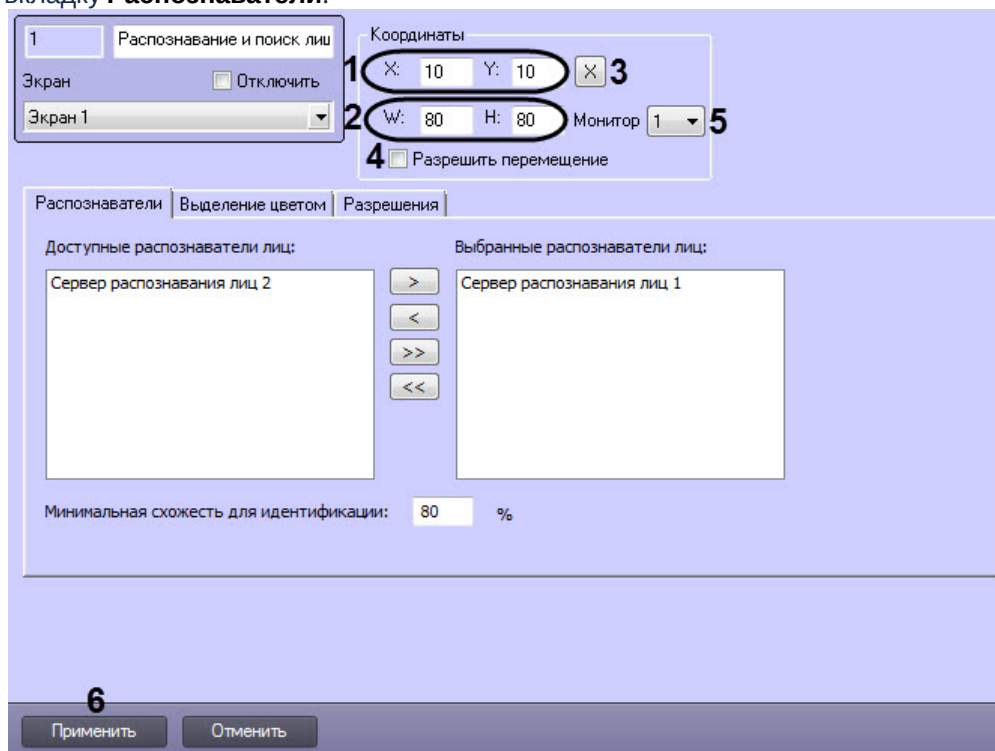 вкладку Распознаватели.
1 Распознавание и поиск лиц
Экран Отключить
Экран 1
Координаты
1 X: 10 Y: 10 X 3
2 W: 80 H: 80 Монитор 1 5
4 Разрешить перемещение
Распознаватели Выделение цветом Разрешения
Доступные распознаватели лиц: Выбранные распознаватели лиц:
Сервер распознавания лиц 2 > Сервер распознавания лиц 1
<
>>
<<
Минимальная схожесть для идентификации: 80 %
6
Применить Отменить